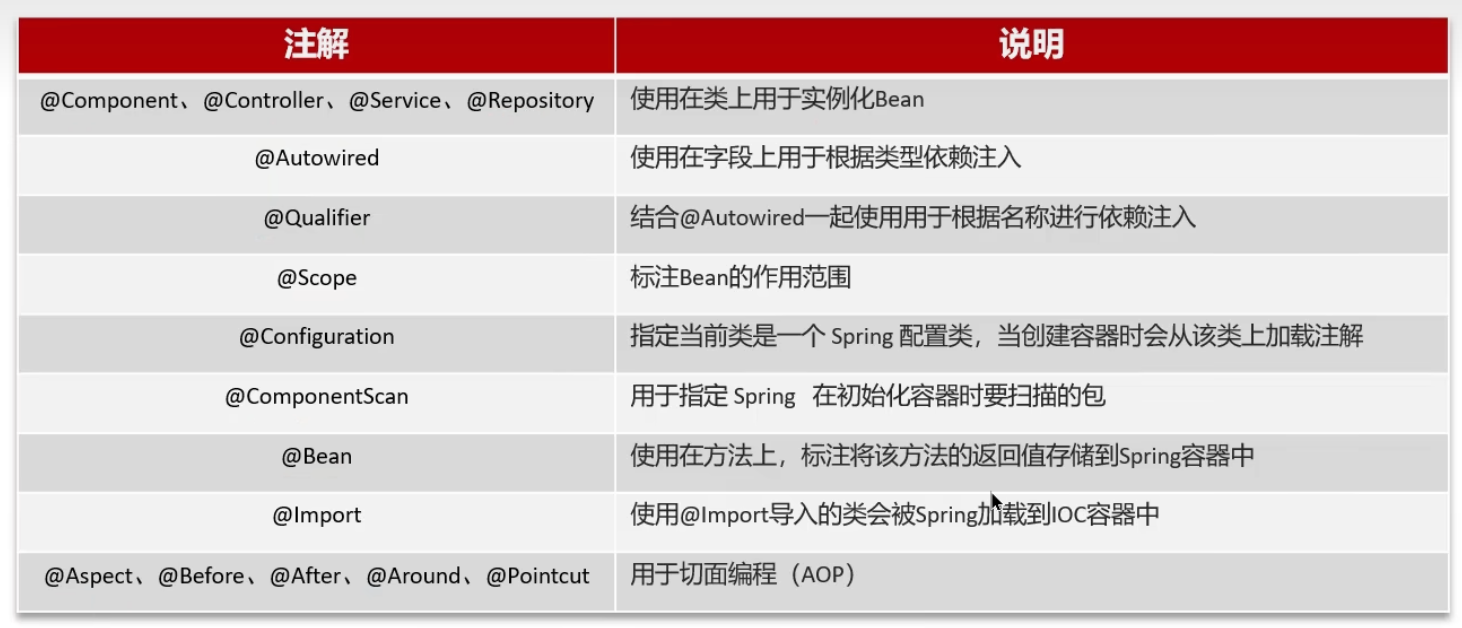 注解 说明
@Component、@Controller、@Service、@Repository 使用在类上用于实例化Bean
@Autowired 使用在字段上用于根据类型依赖注入
@Qualifier 结合@Autowired一起使用用于根据名称进行依赖注入
@Scope 标注Bean的作用范围
@Configuration 指定当前类是一个 Spring 配置类，当创建容器时会从该类上加载注解
@ComponentScan 用于指定 Spring 在初始化容器时要扫描的包
@Bean 使用在方法上，标注将该方法的返回值存储到Spring容器中
@Import 使用@Import导入的类会被Spring加载到IOC容器中
@Aspect、@Before、@After、@Around、@Pointcut 用于切面编程（AOP）